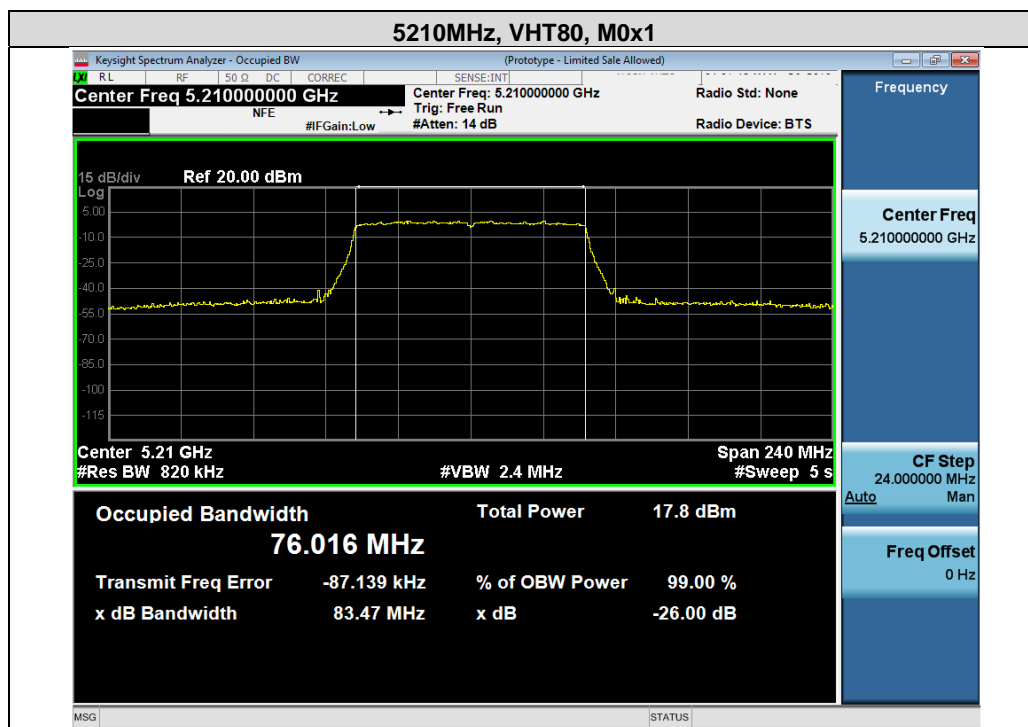 5210MHz, VHT80, M0x1
Keysight Spectrum Analyzer - Occupied BW (Prototype - Limited Sale Allowed)
LXI RL RF 50 Ω DC CORREC SENSE:INT
Center Freq 5.210000000 GHz
NFE
#IFGain:Low
Center Freq: 5.210000000 GHz
Trig: Free Run
#Atten: 14 dB
Radio Std: None
Radio Device: BTS
15 dB/div Ref 20.00 dBm
Log
5.00
-10.0
-25.0
-40.0
-55.0
-70.0
-85.0
-100
-115
Center 5.21 GHz Span 240 MHz
#Res BW 820 kHz #VBW 2.4 MHz #Sweep 5 s
Occupied Bandwidth
76.016 MHz
Total Power 17.8 dBm
Transmit Freq Error -87.139 kHz % of OBW Power 99.00 %
x dB Bandwidth 83.47 MHz x dB -26.00 dB
Frequency
Center Freq
5.210000000 GHz
CF Step
24.000000 MHz
Auto Man
Freq Offset
0 Hz
MSG STATUS